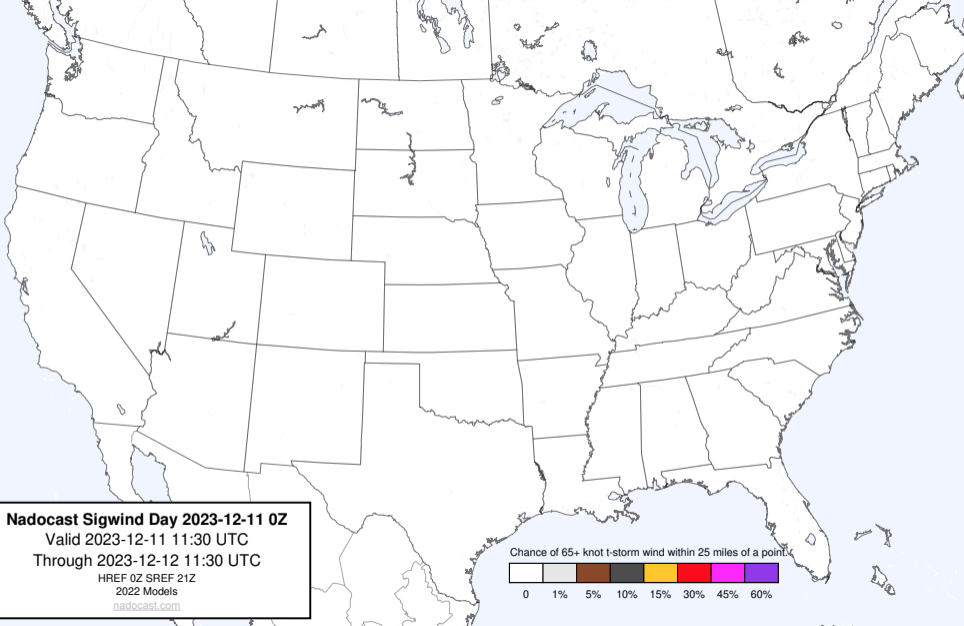 Nadocast Sigwind Day 2023-12-11 0Z
Valid 2023-12-11 11:30 UTC
Through 2023-12-12 11:30 UTC
HREF 0Z SREF 21Z
2022 Models
nadocast.com
Chance of 65+ knot t-storm wind within 25 miles of a point.
0 1% 5% 10% 15% 30% 45% 60%